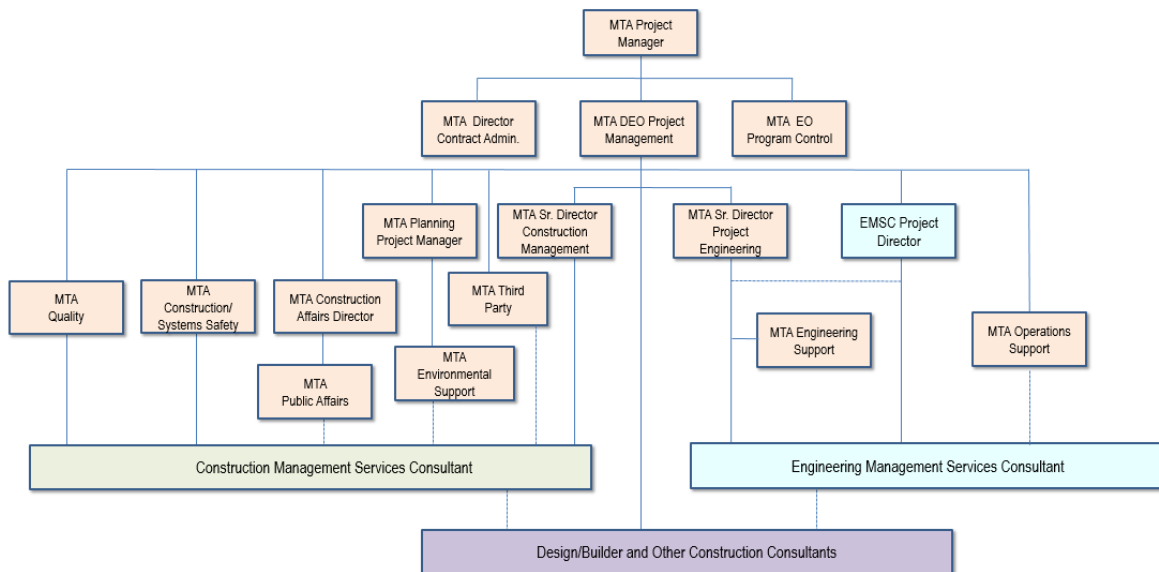 MTA Project
Manager
MTA Director
Contract Admin.
MTA DEO Project
Management
MTA EO
Program Control
MTA Planning
Project Manager
MTA Sr. Director
Construction
Management
MTA Sr. Director
Project
Engineering
EMSC Project
Director
MTA
Quality
MTA
Construction/
Systems Safety
MTA Construction
Affairs Director
MTA Third
Party
MTA Engineering
Support
MTA Operations
Support
MTA
Public Affairs
MTA
Environmental
Support
Construction Management Services Consultant
Engineering Management Services Consultant
Design/Builder and Other Construction Consultants